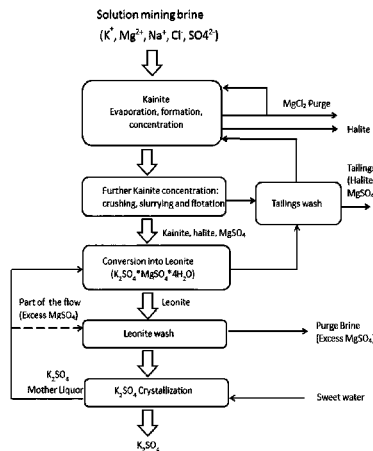 Solution mining brine
(K⁺, Mg²⁺, Na⁺, Cl⁻, SO4²⁻)
Kainite
Evaporation, formation,
concentration
MgCl₂ Purge
Halite
Further Kainite concentration:
crushing, slurrying and flotation
Tailings wash
Tailings
(Halite
MgSO₄
Kainite, halite, MgSO₄
Conversion into Leonite
(K₂SO₄*MgSO₄*4H₂O)
Part of the flow
(Excess MgSO₄)
Leonite
Leonite wash
Purge Brine
(Excess MgSO₄)
K₂SO₄
Mother Liquor
K₂SO₄ Crystallization
Sweet water
K₂SO₄